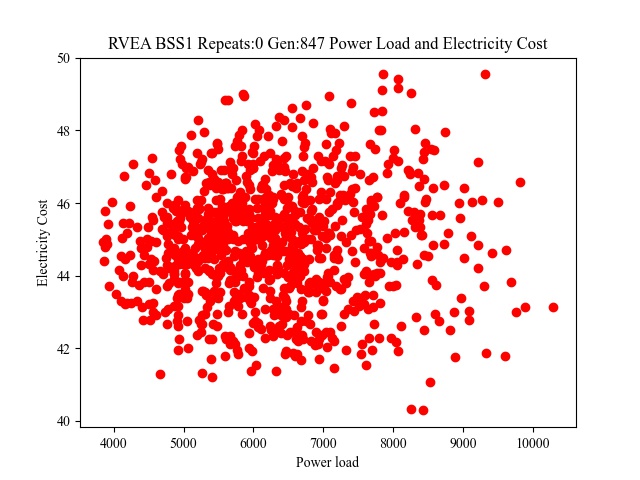 RVEA BSS1 Repeats:0 Gen:847 Power Load and Electricity Cost
50
48
46
44
42
40
Electricity Cost
4000 5000 6000 7000 8000 9000 10000
Power load